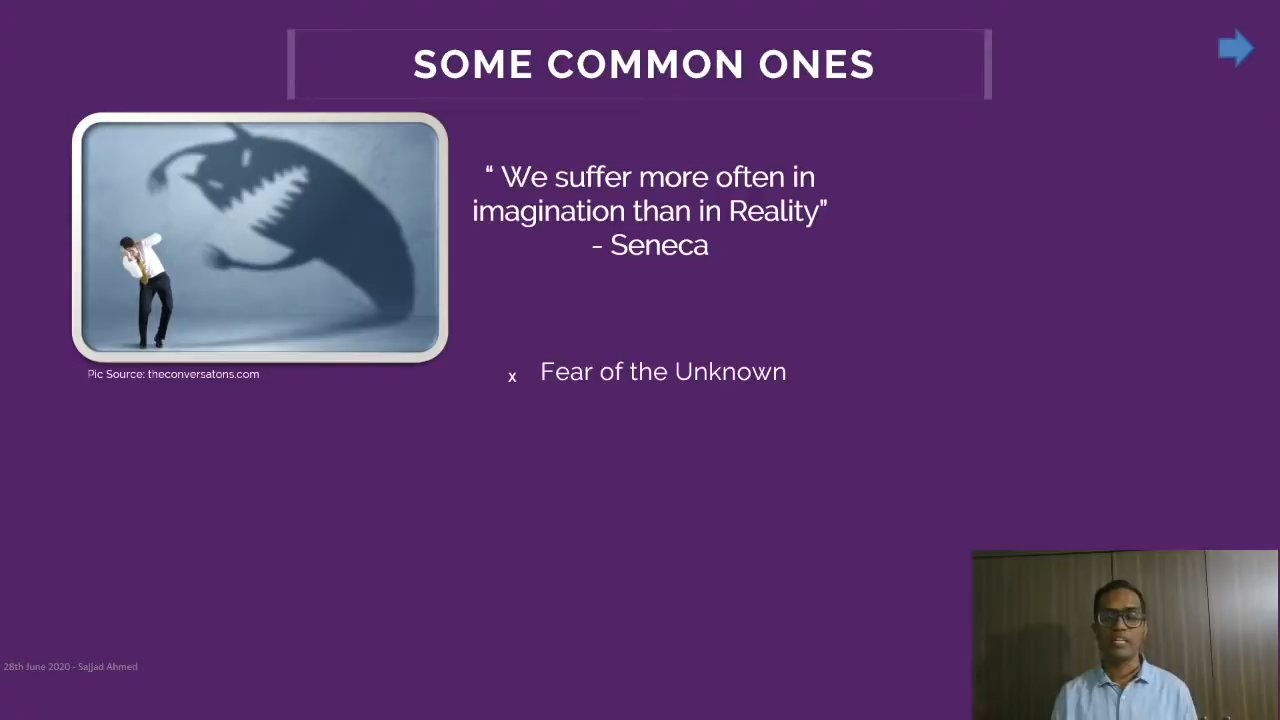 SOME COMMON ONES
“ We suffer more often in
imagination than in Reality”
- Seneca
Pic Source: theconversatons.com
x Fear of the Unknown
28th June 2020 - Sajjad Ahmed